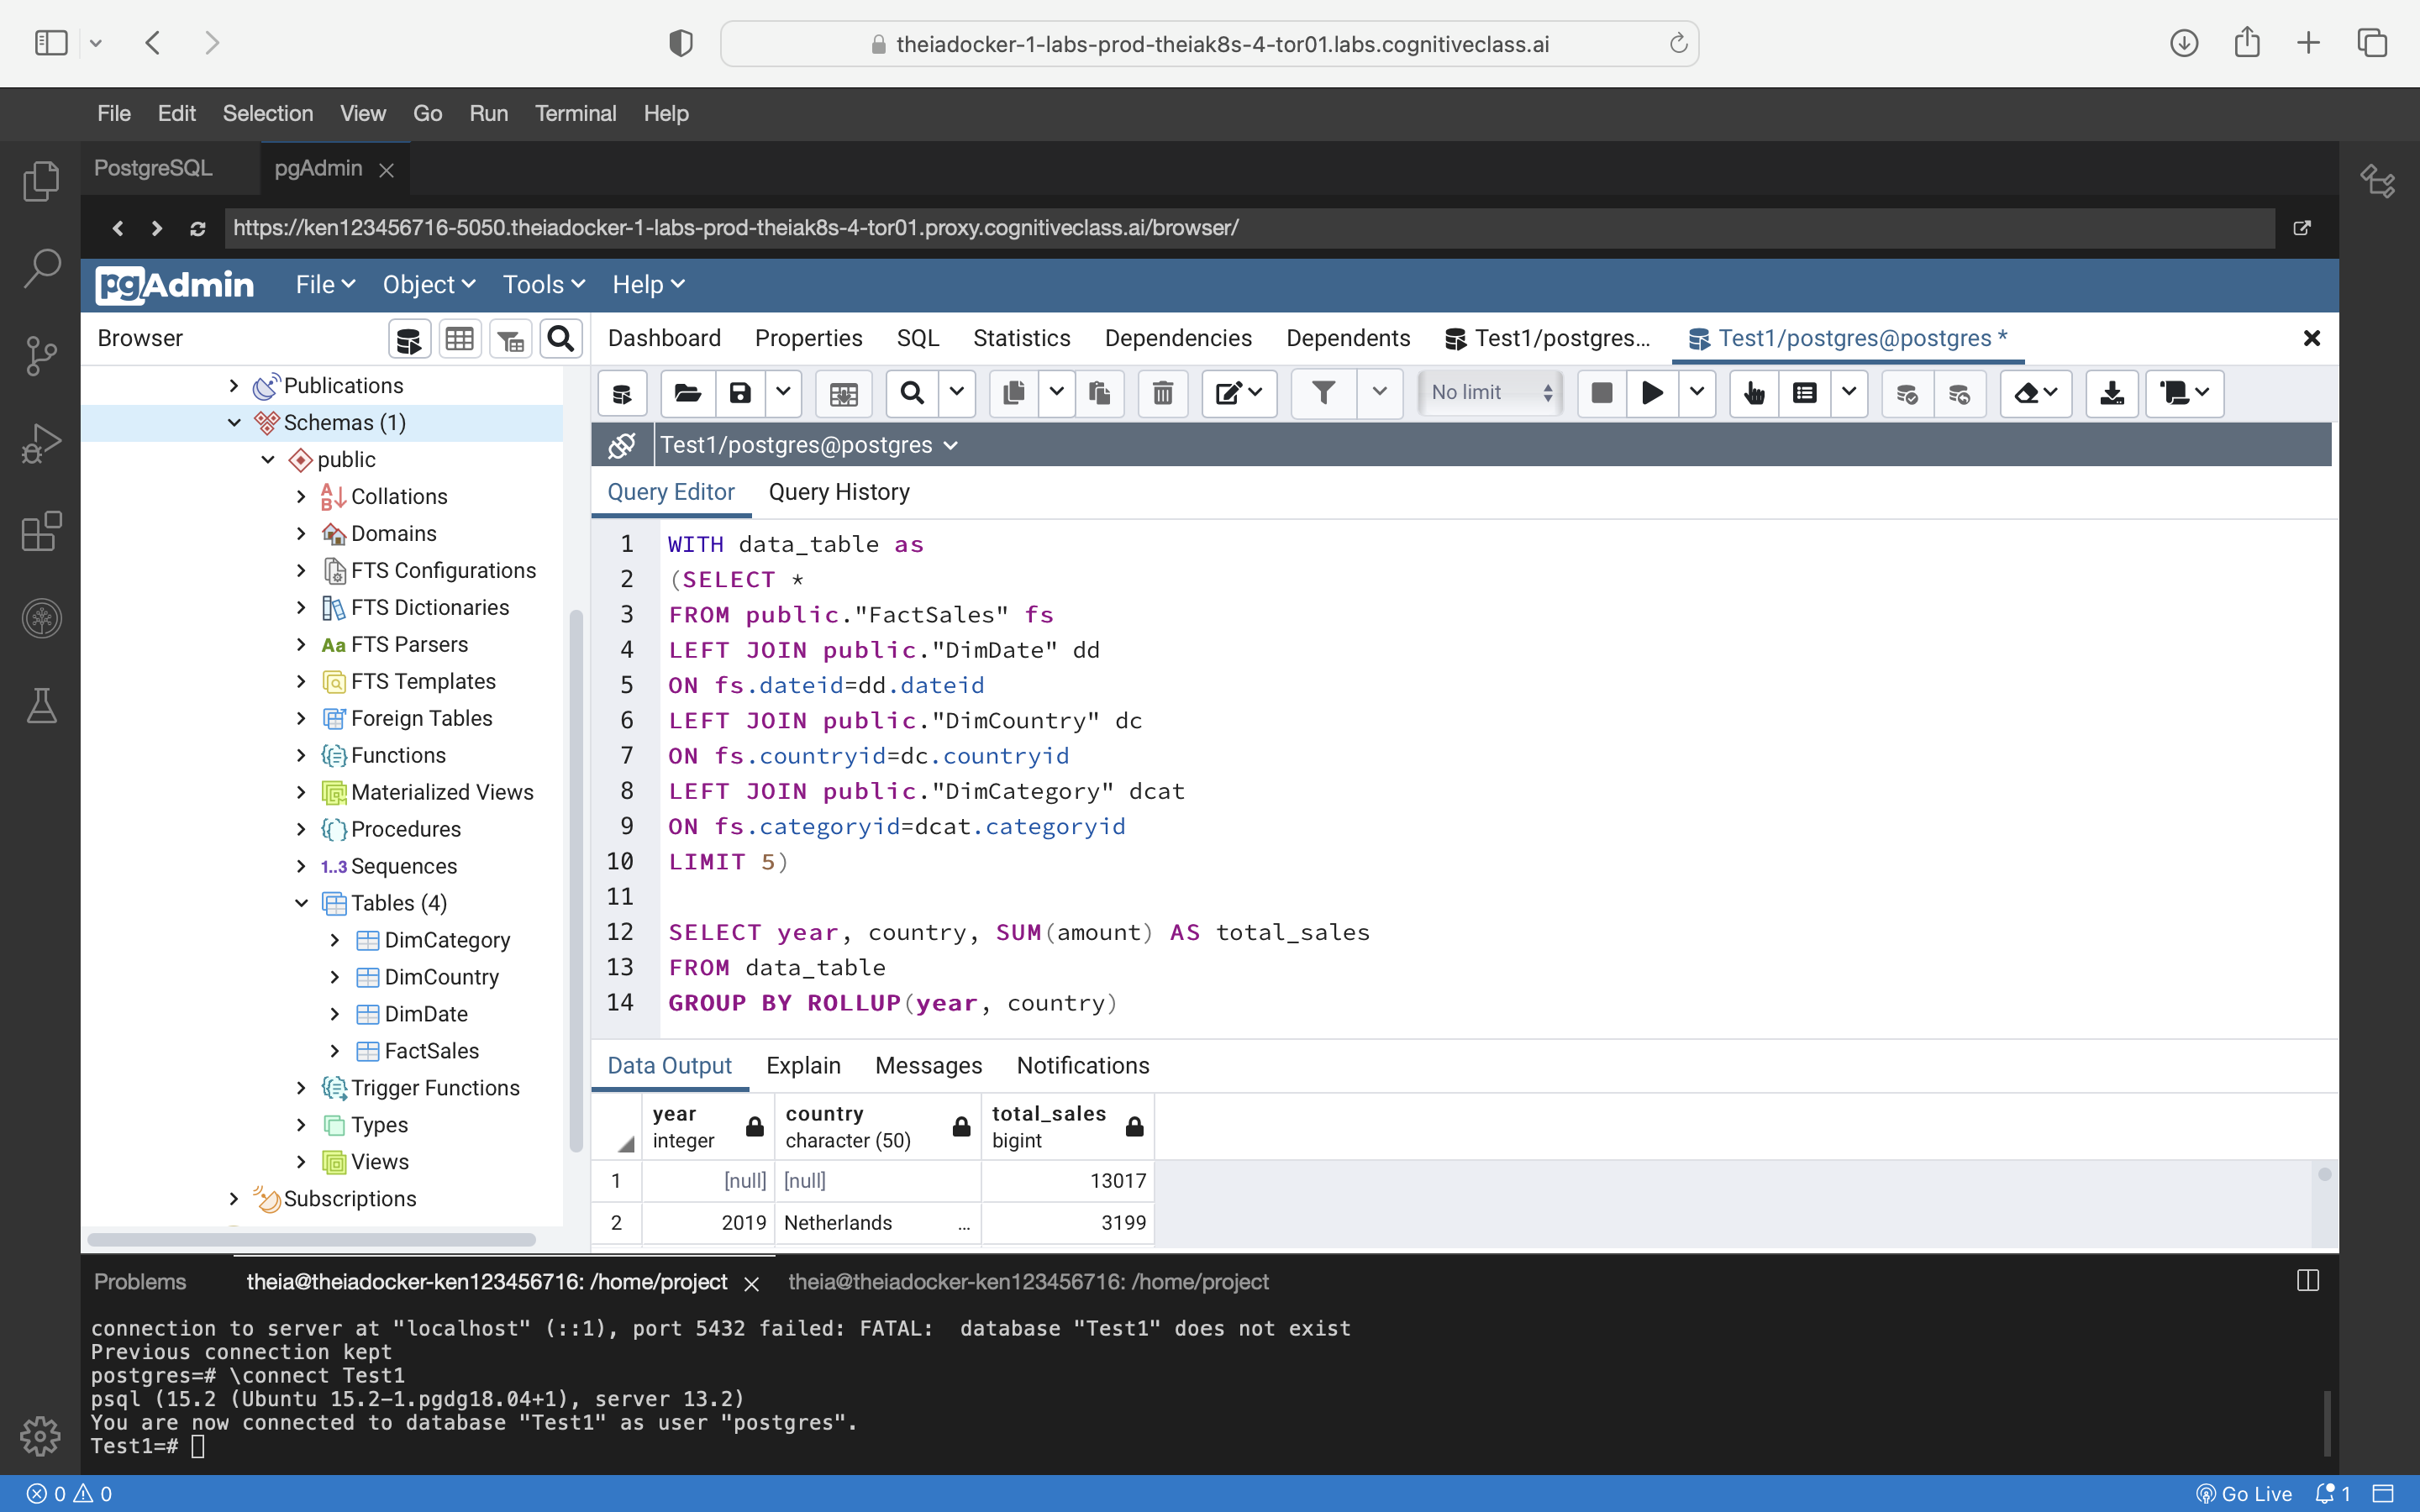 theiadocker-1-labs-prod-theiak8s-4-tor01.labs.cognitiveclass.ai
File Edit Selection View Go Run Terminal Help
PostgreSQL pgAdmin
https://ken123456716-5050.theiadocker-1-labs-prod-theiak8s-4-tor01.proxy.cognitiveclass.ai/browser/
pgAdmin File Object Tools Help
Browser
Dashboard Properties SQL Statistics Dependencies Dependents Test1/postgres... Test1/postgres@postgres *
No limit
Test1/postgres@postgres
Query Editor Query History
Publications
Schemas (1)
public
Collations
Domains
FTS Configurations
FTS Dictionaries
Aa FTS Parsers
FTS Templates
Foreign Tables
Functions
Materialized Views
Procedures
1..3 Sequences
Tables (4)
DimCategory
DimCountry
DimDate
FactSales
Trigger Functions
Types
Views
Subscriptions
1 WITH data_table as
2 (SELECT *
3 FROM public."FactSales" fs
4 LEFT JOIN public."DimDate" dd
5 ON fs.dateid=dd.dateid
6 LEFT JOIN public."DimCountry" dc
7 ON fs.countryid=dc.countryid
8 LEFT JOIN public."DimCategory" dcat
9 ON fs.categoryid=dcat.categoryid
10 LIMIT 5)
11
12 SELECT year, country, SUM(amount) AS total_sales
13 FROM data_table
14 GROUP BY ROLLUP(year, country)
Data Output Explain Messages Notifications
year country total_sales
integer character (50) bigint
1 [null] [null] 13017
2 2019 Netherlands ... 3199
Problems theia@theiadocker-ken123456716: /home/project theia@theiadocker-ken123456716: /home/project
connection to server at "localhost" (::1), port 5432 failed: FATAL:  database "Test1" does not exist
Previous connection kept
postgres=# \connect Test1
psql (15.2 (Ubuntu 15.2-1.pgdg18.04+1), server 13.2)
You are now connected to database "Test1" as user "postgres".
Test1=#
0 0 Go Live 1